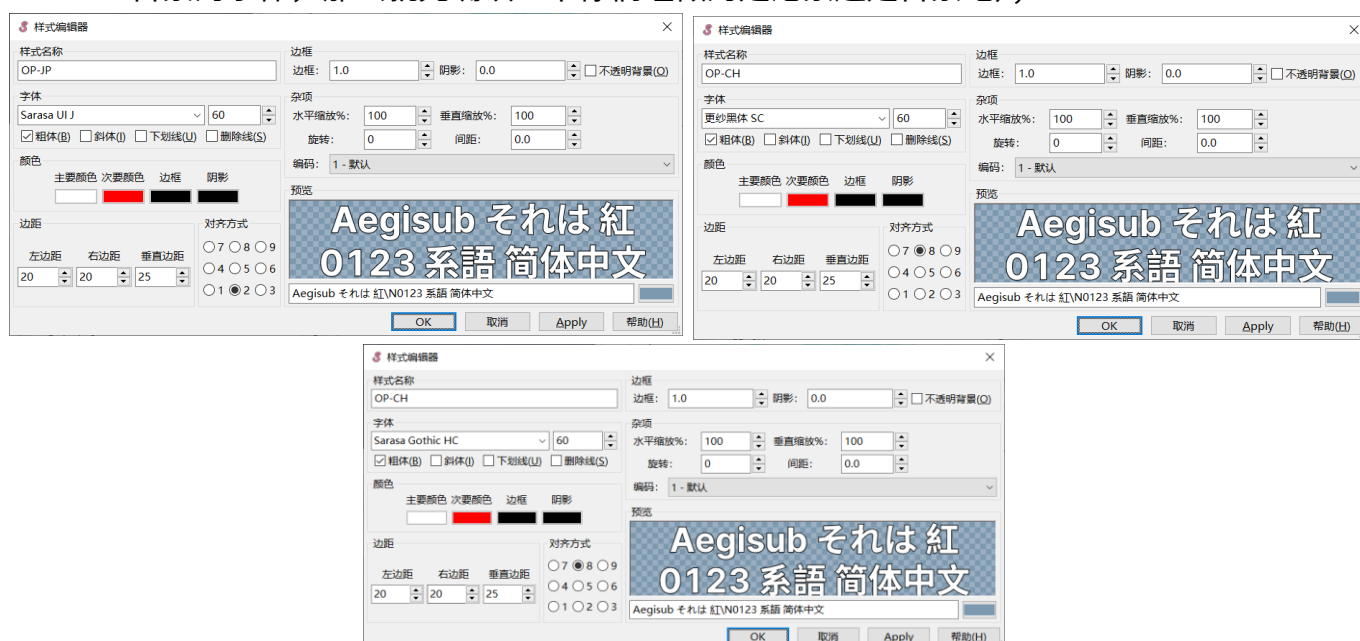 样式编辑器
样式名称
OP-JP
字体
Sarasa UI J
60
粗体(B) 斜体(I) 下划线(U) 删除线(S)
颜色
主要颜色 次要颜色 边框 阴影
边距
左边距 右边距 垂直边距
20 20 25
对齐方式
7 8 9
4 5 6
1 2 3
边框
边框: 1.0 阴影: 0.0 不透明背景(O)
杂项
水平缩放%: 100 垂直缩放%: 100
旋转: 0 间距: 0.0
编码: 1 - 默认
预览
Aegisub それは 紅
0123 系語 简体中文
Aegisub それは 紅\N0123 系語 简体中文
OK 取消 Apply 帮助(H)
样式编辑器
样式名称
OP-CH
字体
更纱黑体 SC
60
粗体(B) 斜体(I) 下划线(U) 删除线(S)
颜色
主要颜色 次要颜色 边框 阴影
边距
左边距 右边距 垂直边距
20 20 25
对齐方式
7 8 9
4 5 6
1 2 3
边框
边框: 1.0 阴影: 0.0 不透明背景(O)
杂项
水平缩放%: 100 垂直缩放%: 100
旋转: 0 间距: 0.0
编码: 1 - 默认
预览
Aegisub それは 紅
0123 系語 简体中文
Aegisub それは 紅\N0123 系語 简体中文
OK 取消 Apply 帮助(H)
样式编辑器
样式名称
OP-CH
字体
Sarasa Gothic HC
60
粗体(B) 斜体(I) 下划线(U) 删除线(S)
颜色
主要颜色 次要颜色 边框 阴影
边距
左边距 右边距 垂直边距
20 20 25
对齐方式
7 8 9
4 5 6
1 2 3
边框
边框: 1.0 阴影: 0.0 不透明背景(O)
杂项
水平缩放%: 100 垂直缩放%: 100
旋转: 0 间距: 0.0
编码: 1 - 默认
预览
Aegisub それは 紅
0123 系語 简体中文
Aegisub それは 紅\N0123 系語 简体中文
OK 取消 Apply 帮助(H)